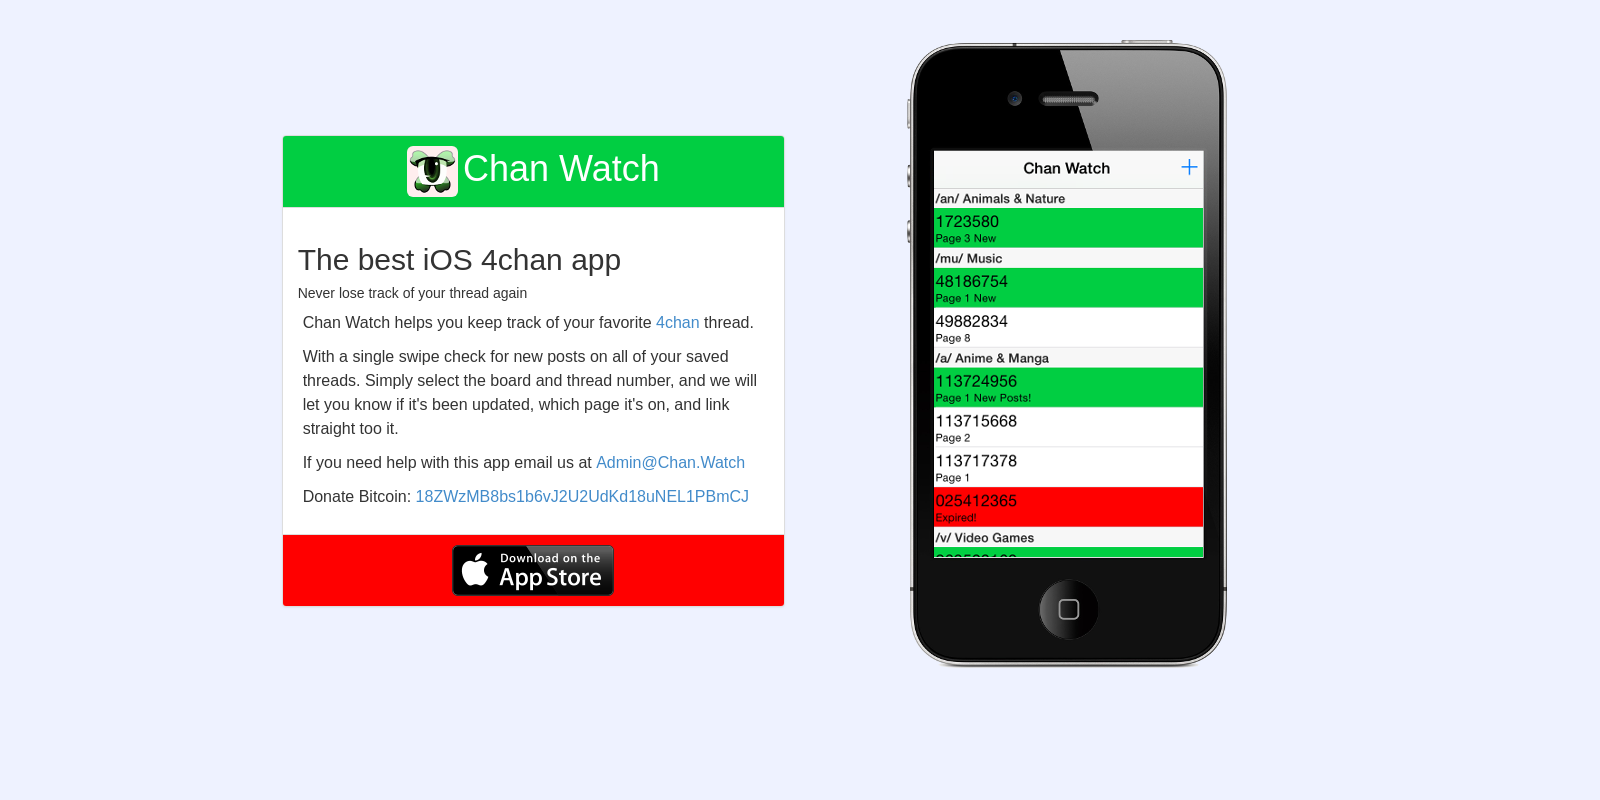 Chan Watch
The best iOS 4chan app
Never lose track of your thread again
Chan Watch helps you keep track of your favorite 4chan thread.
With a single swipe check for new posts on all of your saved
threads. Simply select the board and thread number, and we will
let you know if it's been updated, which page it's on, and link
straight too it.
If you need help with this app email us at Admin@Chan.Watch
Donate Bitcoin: 18ZWzMB8bs1b6vJ2U2UdKd18uNEL1PBmCJ
Download on the
App Store
Chan Watch
/an/ Animals & Nature
1723580
Page 3 New
/mu/ Music
48186754
Page 1 New
49882834
Page 8
/a/ Anime & Manga
113724956
Page 1 New Posts!
113715668
Page 2
113717378
Page 1
025412365
Expired!
/v/ Video Games